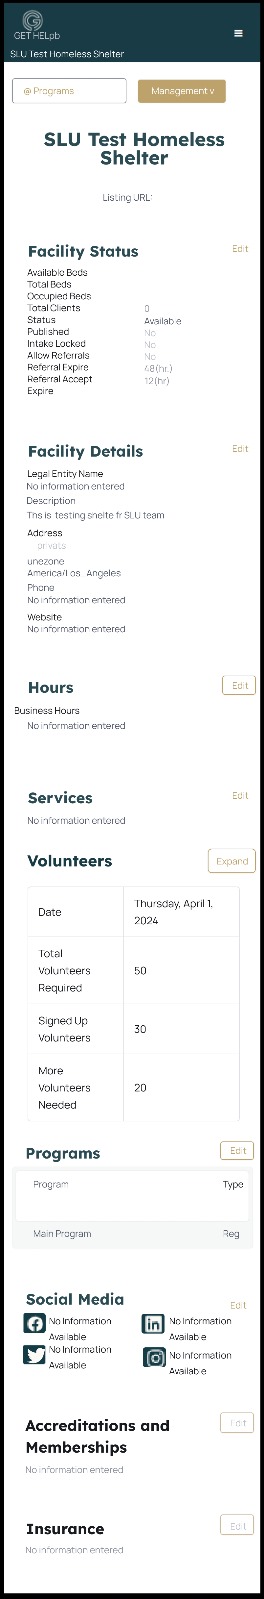 GET HELpb
SLU Test Homeless Shelter
@ Programs
Management v
SLU Test Homeless
Shelter
Listing URL:
Facility Status
Edit
Available Beds
Total Beds
Occupied Beds
Total Clients 0
Status Available
Published No
Intake Locked No
Allow Referrals No
Referral Expire 48(hr.)
Referral Accept 12(hr)
Expire
Facility Details
Edit
Legal Entity Name
No information entered
Description
Ths is testing shelte fr SLU team
Address
privats
unezone
America/Los Angeles
Phone
No information entered
Website
No information entered
Hours
Edit
Business Hours
No information entered
Services
Edit
No information entered
Volunteers
Expand
Date
Thursday, April 1,
2024
Total
Volunteers
Required
50
Signed Up
Volunteers
30
More
Volunteers
Needed
20
Programs
Edit
Program Type
Main Program Reg
Social Media
Edit
No Information
Available
No Information
Available
No Information
Available
No Information
Available
Accreditations and
Memberships
Edit
No information entered
Insurance
Edit
No information entered